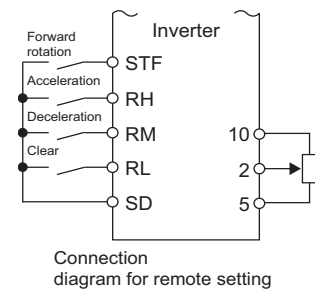 Inverter
Forward
rotation
STF
Acceleration
RH
Deceleration
RM
10
Clear
RL
2
SD
5
Connection
diagram for remote setting